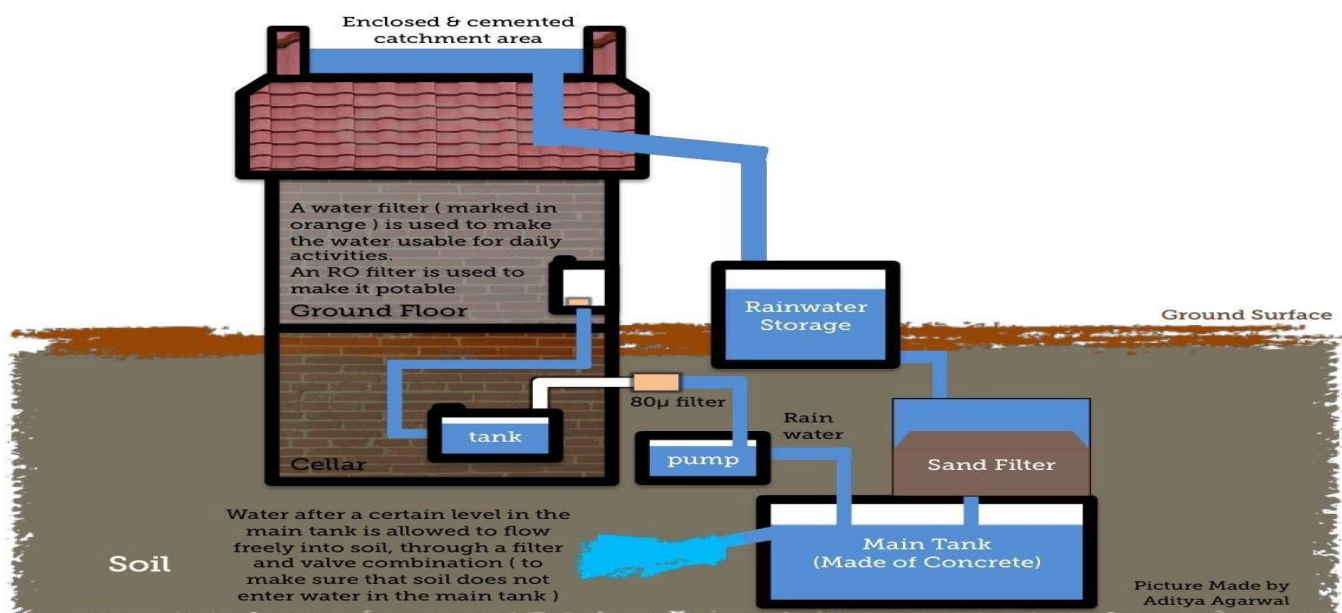 Enclosed & cemented
catchment area
A water filter ( marked in
orange ) is used to make
the water usable for daily
activities.
An RO filter is used to
make it potable
Ground Floor
Rainwater
Storage
Ground Surface
80µ filter
Rain
water
tank
pump
Sand Filter
Cellar
Water after a certain level in the
main tank is allowed to flow
freely into soil, through a filter
and valve combination ( to
make sure that soil does not
enter water in the main tank )
Soil
Main Tank
(Made of Concrete)
Picture Made by
Aditya Agarwal